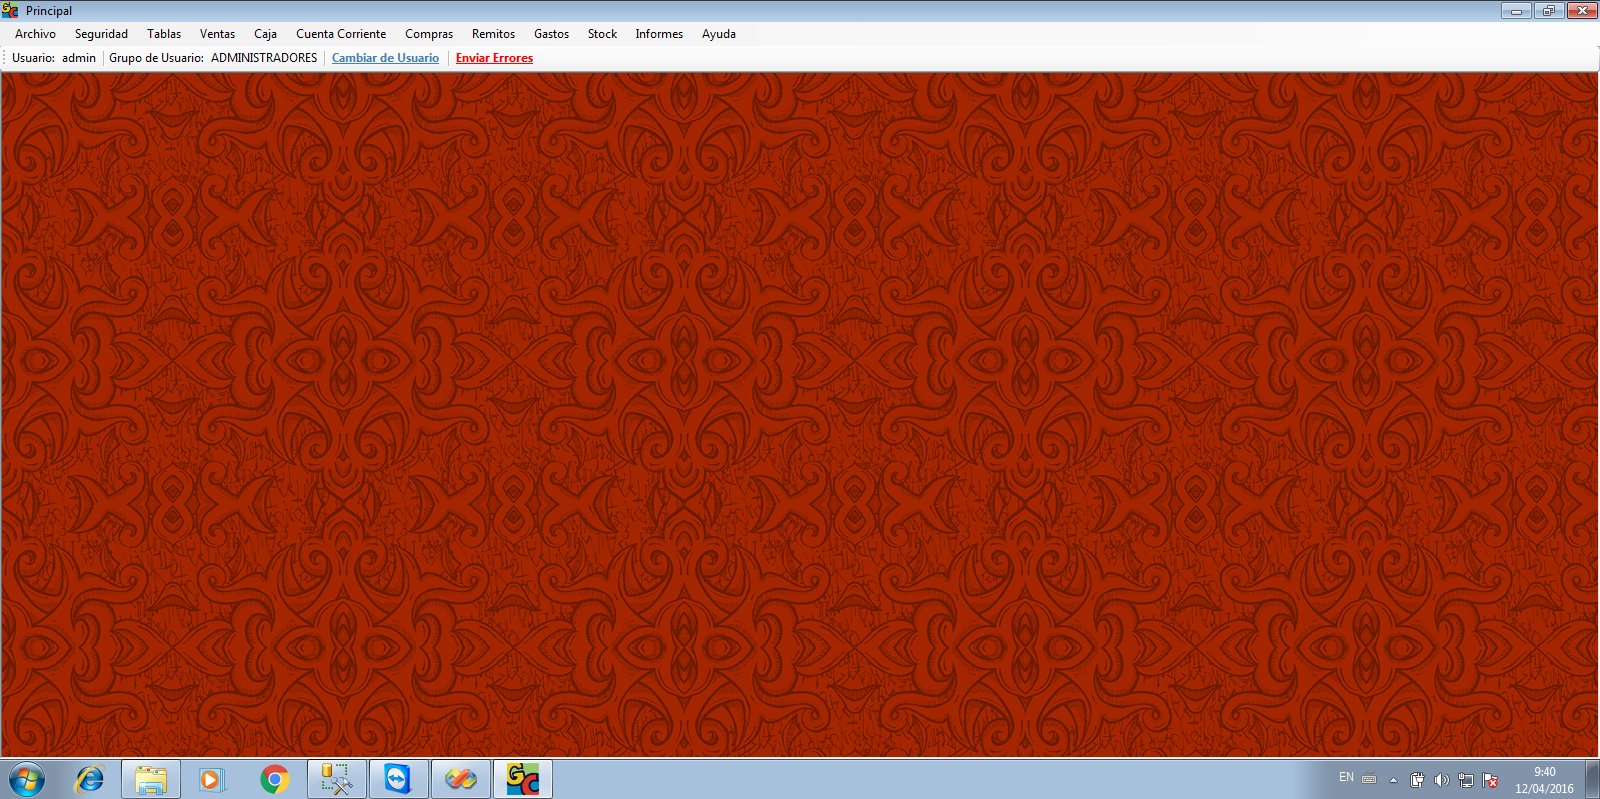 Principal
Archivo Seguridad Tablas Ventas Caja Cuenta Corriente Compras Remitos Gastos Stock Informes Ayuda
Usuario: admin Grupo de Usuario: ADMINISTRADORES Cambiar de Usuario Enviar Errores
GC
EN
9:40
12/04/2016